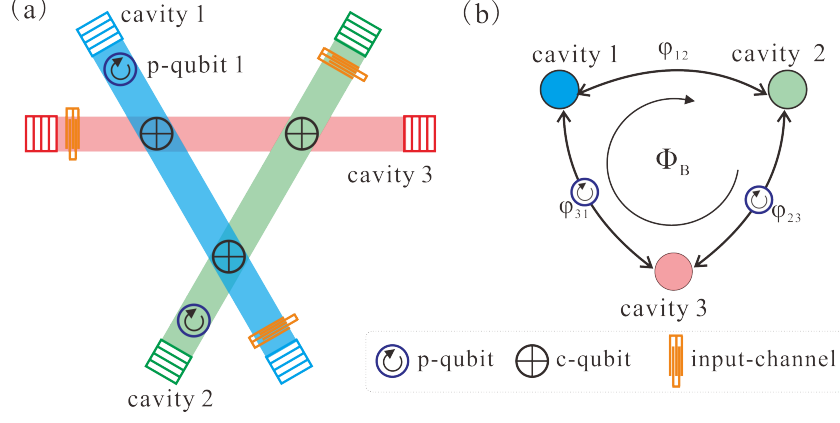 (a)
cavity 1
p-qubit 1
cavity 3
cavity 2
(b)
cavity 1
φ12
cavity 2
ΦB
φ31
φ23
cavity 3
p-qubit
c-qubit
input-channel